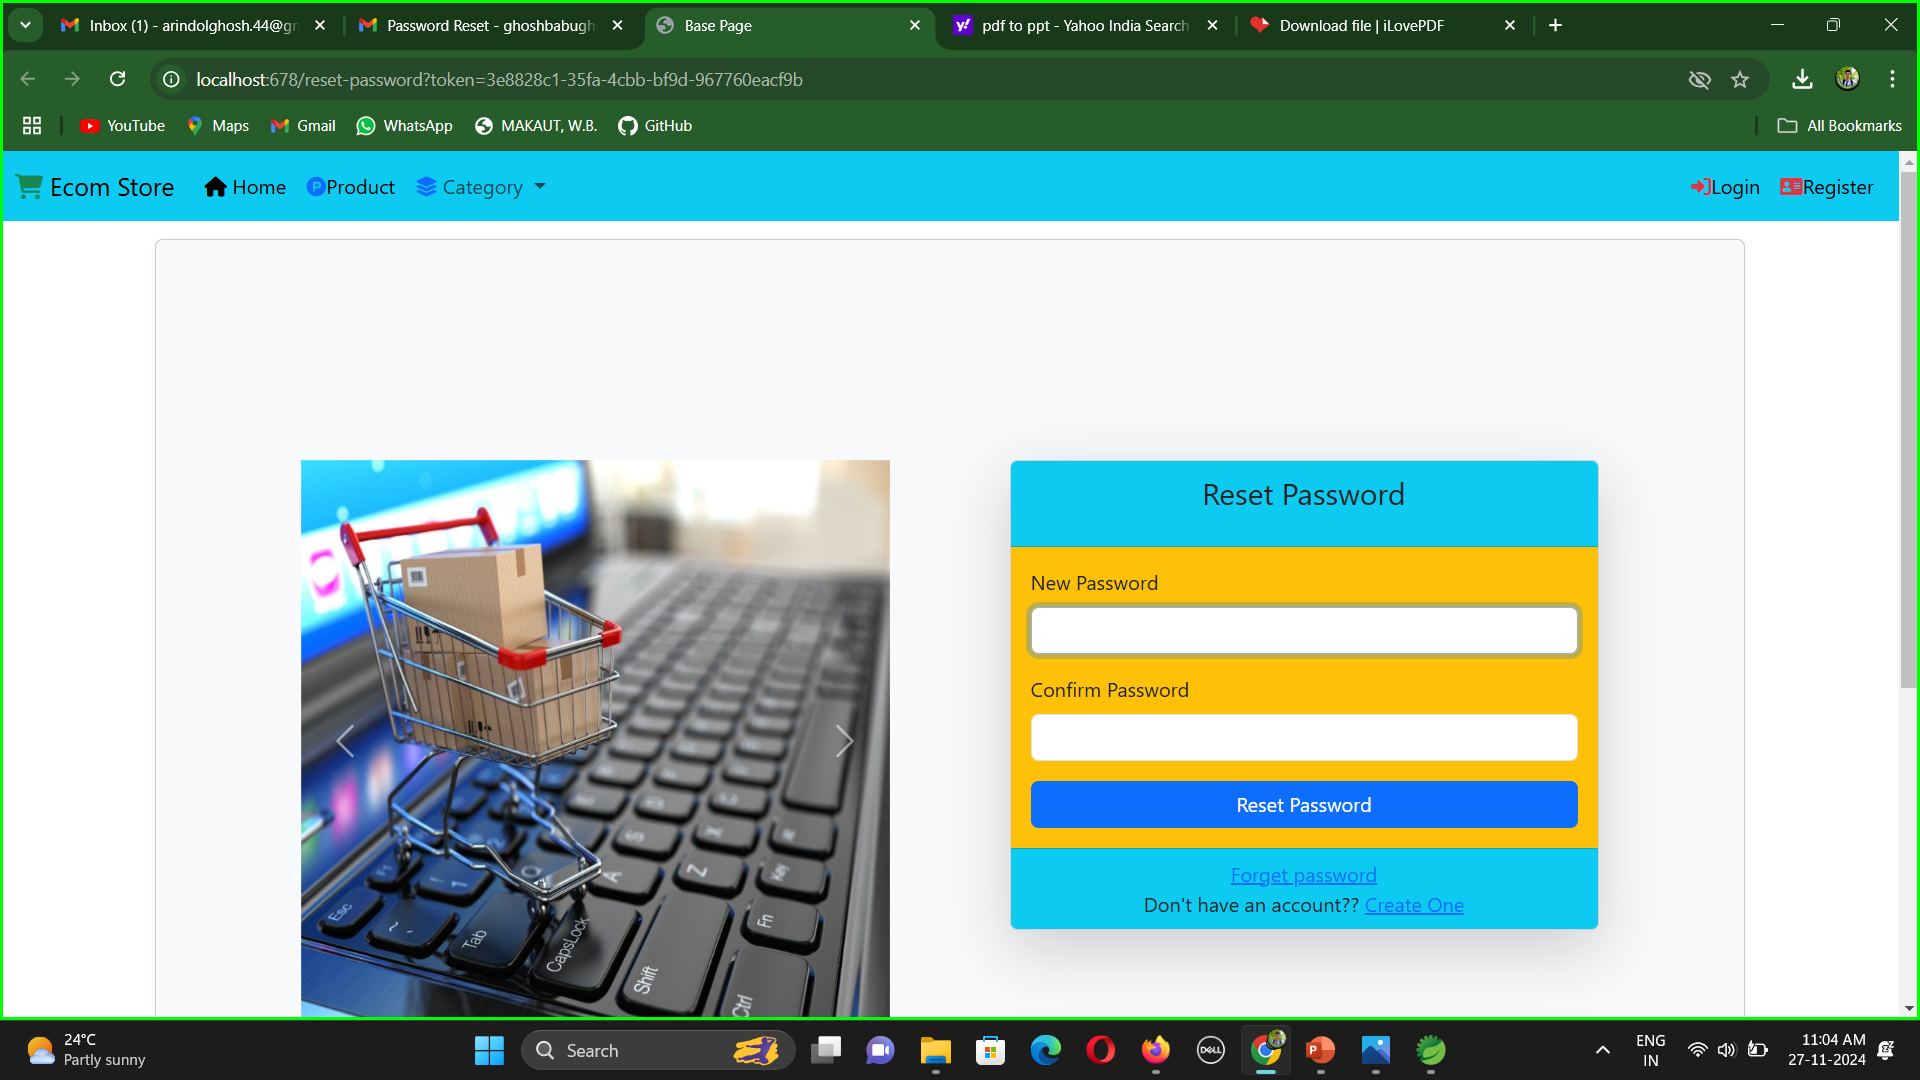 Inbox (1) - arindolghosh.44@gm
Password Reset - ghoshbabugh
Base Page
pdf to ppt - Yahoo India Search
Download file | iLovePDF
localhost:678/reset-password?token=3e8828c1-35fa-4cbb-bf9d-967760eacf9b
YouTube
Maps
Gmail
WhatsApp
MAKAUT, W.B.
GitHub
All Bookmarks
Ecom Store
Home
Product
Category
Login
Register
Reset Password
New Password
Confirm Password
Reset Password
Forget password
Don't have an account?? Create One
Esc
Tab
CapsLock
Shift
Ctrl
Fn
Key
A
Z
S
X
24°C
Partly sunny
Search
DELL
ENG
IN
11:04 AM
27-11-2024